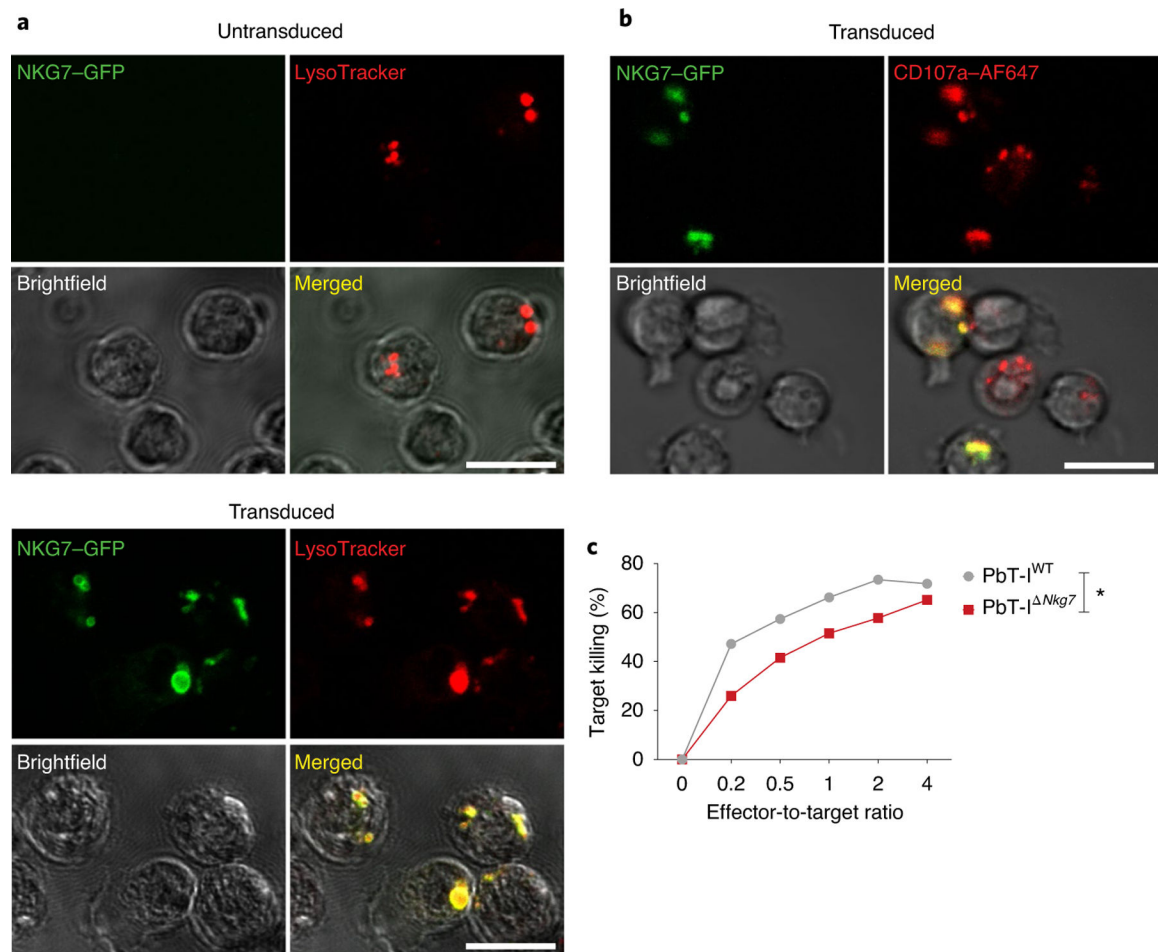 a
Untransduced
NKG7–GFP
LysoTracker
Brightfield
Merged
Transduced
NKG7–GFP
LysoTracker
Brightfield
Merged
b
Transduced
NKG7–GFP
CD107a–AF647
Brightfield
Merged
c
80
60
40
20
0
Target killing (%)
0 0.2 0.5 1 2 4
Effector-to-target ratio
PbT-I^WT
PbT-I^ΔNkg7
*